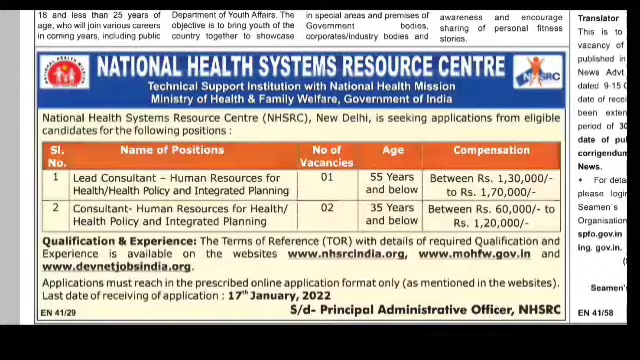 18 and less than 25 years of
age, who will join various careers
in coming years, including public
Department of Youth Affairs. The
objective is to bring youth of the
country together to showcase
in special areas and premises of
Government bodies,
corporates/industry bodies and
awareness and encourage
sharing of personal fitness
stories.
NATIONAL HEALTH SYSTEMS RESOURCE CENTRE
Technical Support Institution with National Health Mission
Ministry of Health & Family Welfare, Government of India
NHSRC
National Health Systems Resource Centre (NHSRC), New Delhi, is seeking applications from eligible
candidates for the following positions :
Sl. No. Name of Positions No of Vacancies Age Compensation
1 Lead Consultant – Human Resources for Health/Health Policy and Integrated Planning 01 55 Years and below Between Rs. 1,30,000/- to Rs. 1,70,000/-
2 Consultant- Human Resources for Health/ Health Policy and Integrated Planning 02 35 Years and below Between Rs. 60,000/- to Rs. 1,20,000/-
Qualification & Experience: The Terms of Reference (TOR) with details of required Qualification and
Experience is available on the websites www.nhsrcindia.org, www.mohfw.gov.in and
www.devnetjobsindia.org.
Applications must reach in the prescribed online application format only (as mentioned in the websites).
Last date of receiving of application : 17th January, 2022
EN 41/29 S/d- Principal Administrative Officer, NHSRC
Translator
This is to
vacancy of
published in
News Advt.
dated 9-15
date of recei
been exten
period of 30
date of pul
corrigendum
News.
• For detai
please login
Seamen's
Organisation
spfo.gov.in
ing. gov.in.
Seamen's
EN 41/58